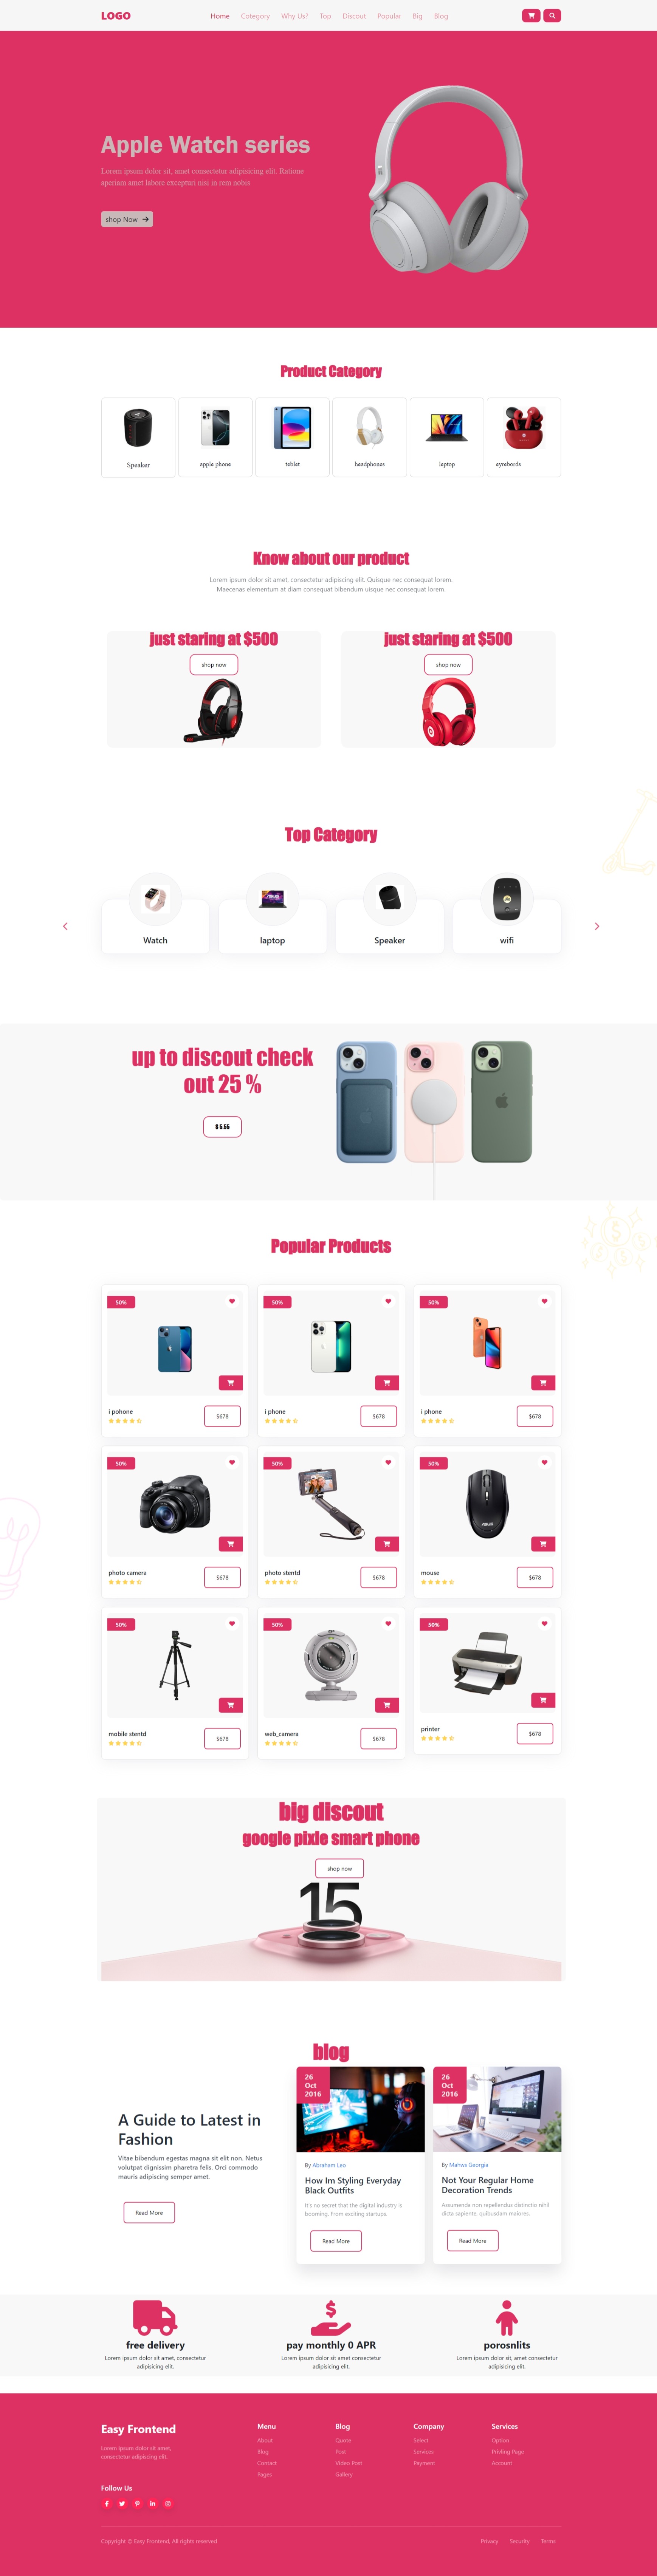 LOGO
Home Cotegory Why Us? Top Discout Popular Big Blog
Apple Watch series
Lorem ipsum dolor sit, amet consectetur adipisicing elit. Ratione
aperiam amet labore excepturi nisi in rem nobis
shop Now
Product Category
Speaker
apple phone
tablet
headphones
leptop
eyorbords
Know about our product
Lorem ipsum dolor sit amet, consectetur adipiscing elit. Quisque nec consequat lorem.
Maecenas elementum at diam consequat bibendum uisque nec consequat lorem.
just staring at $500
shop now
just staring at $500
shop now
Top Category
Watch
laptop
Speaker
wifi
up to discout check
out 25 %
$ 5.55
Popular Products
50%
i pohone
$678
50%
i phone
$678
50%
i phone
$678
50%
photo camera
$678
50%
photo stentd
$678
50%
ASUS
mouse
$678
50%
mobile stentd
$678
50%
web_camera
$678
50%
printer
$678
big discout
google pixle smart phone
shop now
15
blog
A Guide to Latest in
Fashion
Vitae bibendum egestas magna sit elit non. Netus
volutpat dignissim pharetra felis. Orci commodo
mauris adipiscing semper amet.
Read More
26
Oct
2016
By Abraham Leo
How Im Styling Everyday
Black Outfits
It's no secret that the digital industry is
booming. From exciting startups.
Read More
26
Oct
2016
By Mahws Georgia
Not Your Regular Home
Decoration Trends
Assumenda non repellendus distinctio nihil
dicta sapiente, quibusdam maiores.
Read More
free delivery
Lorem ipsum dolor sit amet, consectetur
adipisicing elit.
pay monthly 0 APR
Lorem ipsum dolor sit amet consectetur
adipisicing elit.
porosnlits
Lorem ipsum dolor sit, amet consectetur
adipisicing elit.
Easy Frontend
Lorem ipsum dolor sit amet,
consectetur adipiscing elit.
Follow Us
Menu
About
Blog
Contact
Pages
Blog
Quote
Post
Video Post
Gallery
Company
Select
Services
Payment
Services
Option
Prisling Page
Account
Copyright © Easy Frontend, All rights reserved
Privacy Security Terms